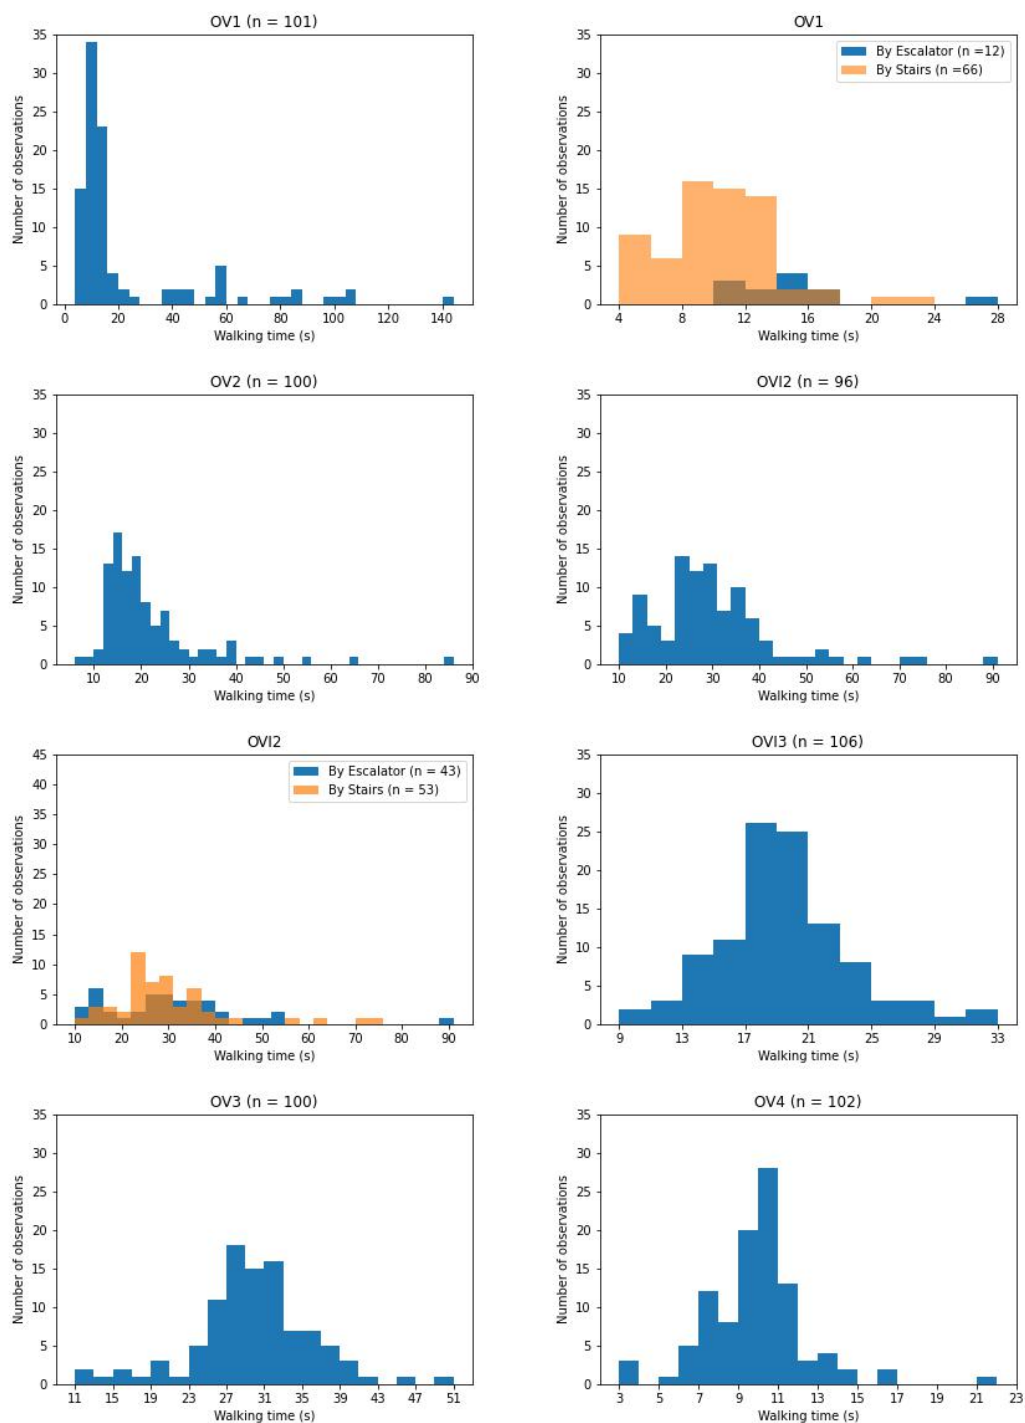 OV1 (n = 101)
35
30
25
20
15
10
5
0
Number of observations
0 20 40 60 80 100 120 140
Walking time (s)
OV1
By Escalator (n =12)
By Stairs (n =66)
35
30
25
20
15
10
5
0
Number of observations
4 8 12 16 20 24 28
Walking time (s)
OV2 (n = 100)
35
30
25
20
15
10
5
0
Number of observations
10 20 30 40 50 60 70 80 90
Walking time (s)
OVI2 (n = 96)
35
30
25
20
15
10
5
0
Number of observations
10 20 30 40 50 60 70 80 90
Walking time (s)
OVI2
By Escalator (n = 43)
By Stairs (n = 53)
45
40
35
30
25
20
15
10
5
0
Number of observations
10 20 30 40 50 60 70 80 90
Walking time (s)
OVI3 (n = 106)
35
30
25
20
15
10
5
0
Number of observations
9 13 17 21 25 29 33
Walking time (s)
OV3 (n = 100)
35
30
25
20
15
10
5
0
Number of observations
11 15 19 23 27 31 35 39 43 47 51
Walking time (s)
OV4 (n = 102)
35
30
25
20
15
10
5
0
Number of observations
3 5 7 9 11 13 15 17 19 21 23
Walking time (s)